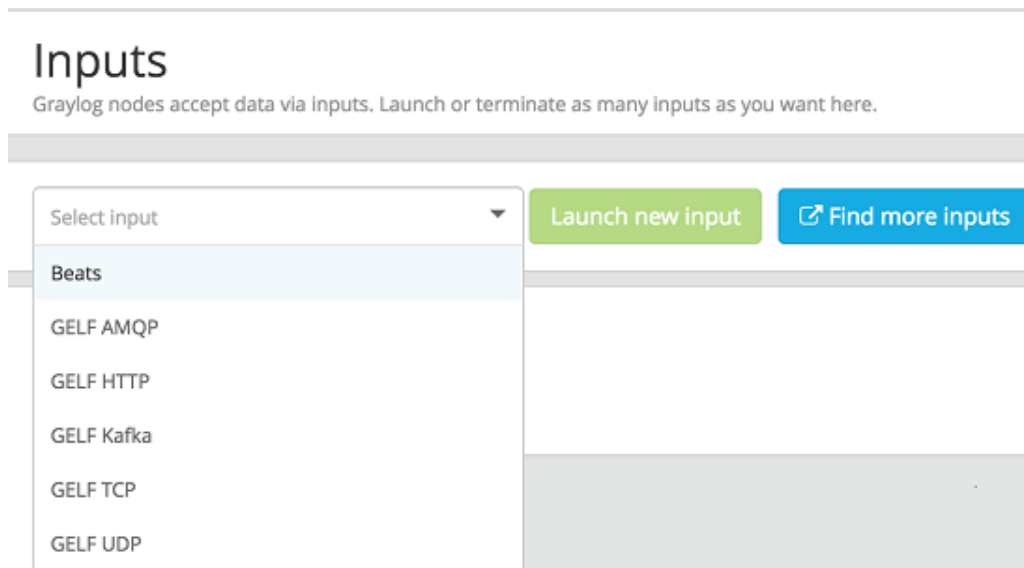 Inputs
Graylog nodes accept data via inputs. Launch or terminate as many inputs as you want here.
Select input
Launch new input
Find more inputs
Beats
GELF AMQP
GELF HTTP
GELF Kafka
GELF TCP
GELF UDP